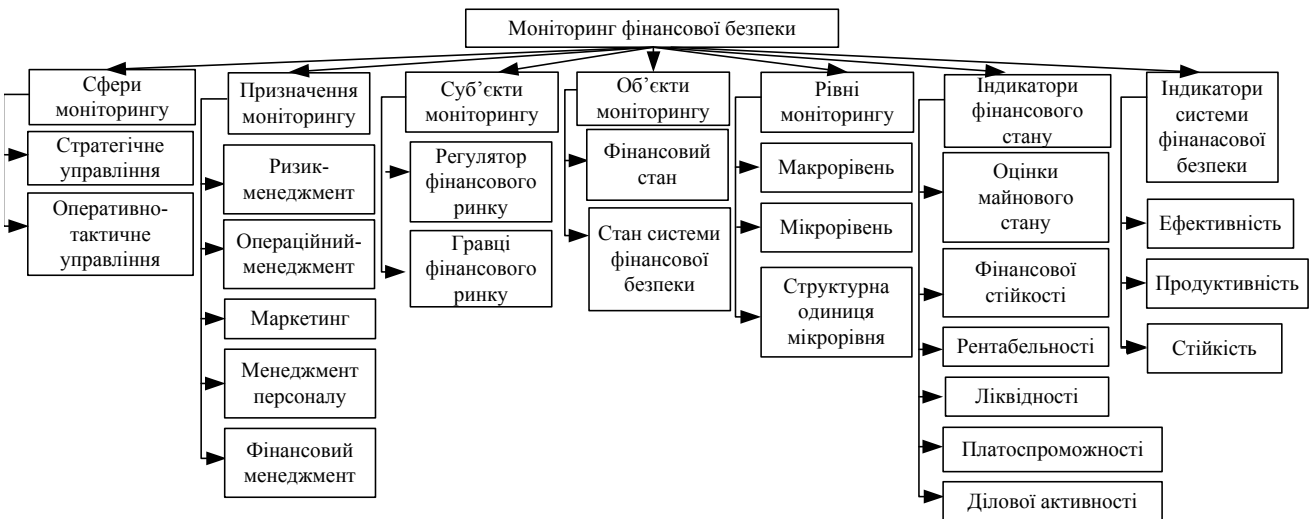 Моніторинг фінансової безпеки
Сфери
моніторингу
Стратегічне
управління
Оперативно-
тактичне
управління
Призначення
моніторингу
Ризик-
менеджмент
Операційний-
менеджмент
Маркетинг
Менеджмент
персоналу
Фінансовий
менеджмент
Суб’єкти
моніторингу
Регулятор
фінансового
ринку
Гравці
фінансового
ринку
Об’єкти
моніторингу
Фінансовий
стан
Стан системи
фінансової
безпеки
Рівні
моніторингу
Макрорівень
Мікрорівень
Структурна
одиниця
мікрорівня
Індикатори
фінансового
стану
Оцінки
майнового
стану
Фінансової
стійкості
Рентабельності
Ліквідності
Платоспроможності
Ділової активності
Індикатори
системи
фінанасової
безпеки
Ефективність
Продуктивність
Стійкість